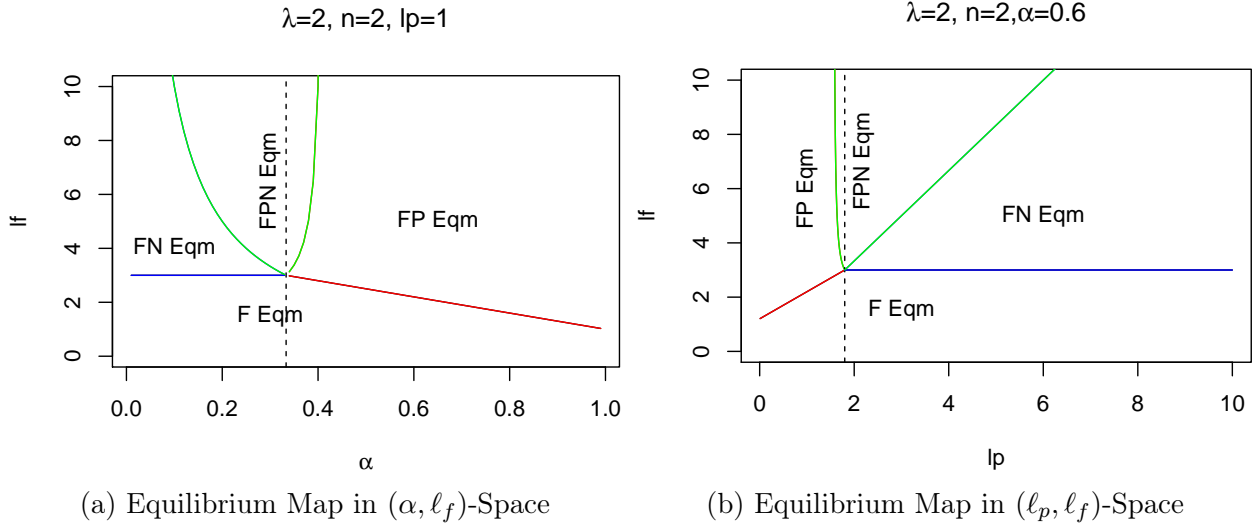 λ=2, n=2, lp=1
10
8
6
4
2
0
lf
FN Eqm
FPN Eqm
FP Eqm
F Eqm
0.0 0.2 0.4 0.6 0.8 1.0
α
(a) Equilibrium Map in (α, ℓf)-Space
λ=2, n=2,α=0.6
10
8
6
4
2
0
lf
FP Eqm
FPN Eqm
FN Eqm
F Eqm
0 2 4 6 8 10
lp
(b) Equilibrium Map in (ℓp, ℓf)-Space